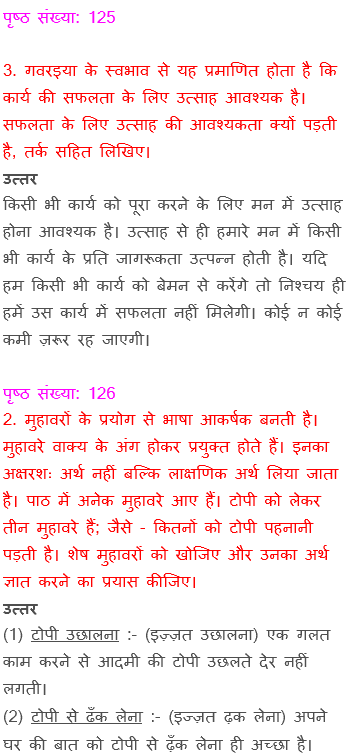 पृष्ठ संख्या: 125
3. गवरइया के स्वभाव से यह प्रमाणित होता है कि
कार्य की सफलता के लिए उत्साह आवश्यक है।
सफलता के लिए उत्साह की आवश्यकता क्यों पड़ती
है, तर्क सहित लिखिए।
उत्तर
किसी भी कार्य को पूरा करने के लिए मन में उत्साह
होना आवश्यक है। उत्साह से ही हमारे मन में किसी
भी कार्य के प्रति जागरूकता उत्पन्न होती है। यदि
हम किसी भी कार्य को बेमन से करेंगे तो निश्चय ही
हमें उस कार्य में सफलता नहीं मिलेगी। कोई न कोई
कमी ज़रूर रह जाएगी।
पृष्ठ संख्या: 126
2. मुहावरों के प्रयोग से भाषा आकर्षक बनती है।
मुहावरे वाक्य के अंग होकर प्रयुक्त होते हैं। इनका
अक्षरशः अर्थ नहीं बल्कि लाक्षणिक अर्थ लिया जाता
है। पाठ में अनेक मुहावरे आए हैं। टोपी को लेकर
तीन मुहावरे हैं; जैसे - कितनों को टोपी पहनानी
पड़ती है। शेष मुहावरों को खोजिए और उनका अर्थ
ज्ञात करने का प्रयास कीजिए।
उत्तर
(1) टोपी उछालना :- (इज़्ज़त उछालना) एक गलत
काम करने से आदमी की टोपी उछलते देर नहीं
लगती।
(2) टोपी से ढँक लेना :- (इज्ज़त ढ़क लेना) अपने
घर की बात को टोपी से ढ़ँक लेना ही अच्छा है।